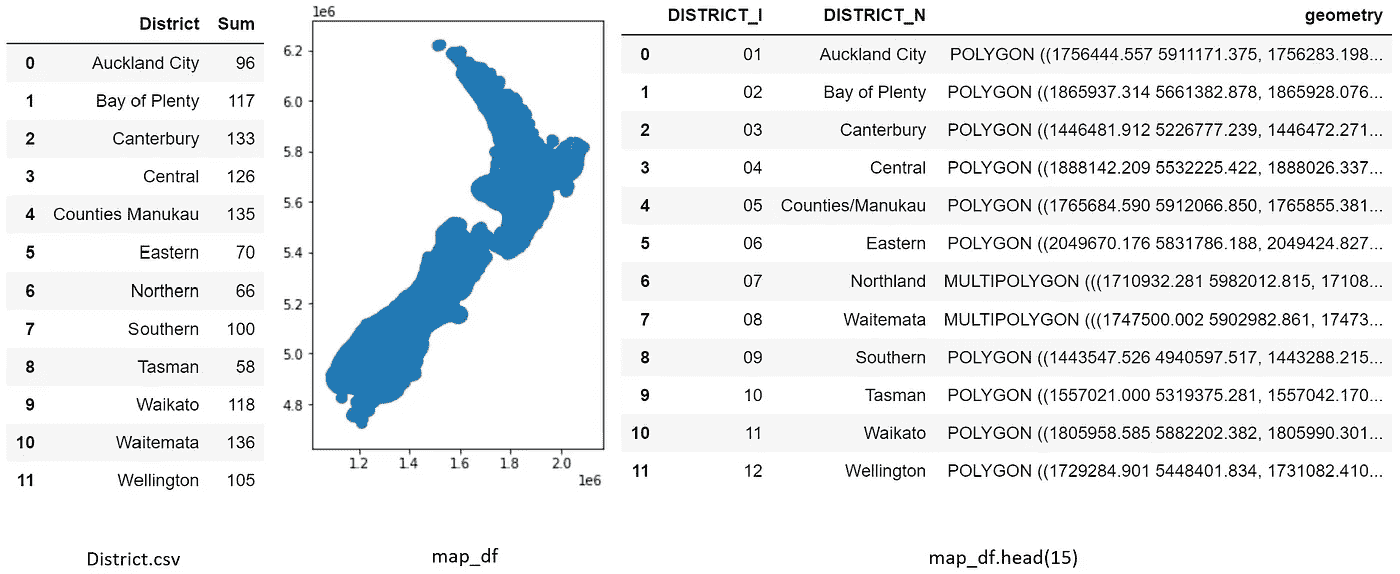 District Sum
0 Auckland City 96
1 Bay of Plenty 117
2 Canterbury 133
3 Central 126
4 Counties Manukau 135
5 Eastern 70
6 Northern 66
7 Southern 100
8 Tasman 58
9 Waikato 118
10 Waitemata 136
11 Wellington 105
District.csv
1e6
6.2
6.0
5.8
5.6
5.4
5.2
5.0
4.8
1.2 1.4 1.6 1.8 2.0
1e6
map_df
DISTRICT_I DISTRICT_N geometry
0 01 Auckland City POLYGON ((1756444.557 5911171.375, 1756283.198...
1 02 Bay of Plenty POLYGON ((1865937.314 5661382.878, 1865928.076...
2 03 Canterbury POLYGON ((1446481.912 5226777.239, 1446472.271...
3 04 Central POLYGON ((1888142.209 5532225.422, 1888026.337...
4 05 Counties/Manukau POLYGON ((1765684.590 5912066.850, 1765855.381...
5 06 Eastern POLYGON ((2049670.176 5831786.188, 2049424.827...
6 07 Northland MULTIPOLYGON (((1710932.281 5982012.815, 17108...
7 08 Waitemata MULTIPOLYGON (((1747500.002 5902982.861, 17473...
8 09 Southern POLYGON ((1443547.526 4940597.517, 1443288.215...
9 10 Tasman POLYGON ((1557021.000 5319375.281, 1557042.170...
10 11 Waikato POLYGON ((1805958.585 5882202.382, 1805990.301...
11 12 Wellington POLYGON ((1729284.901 5448401.834, 1731082.410...
map_df.head(15)